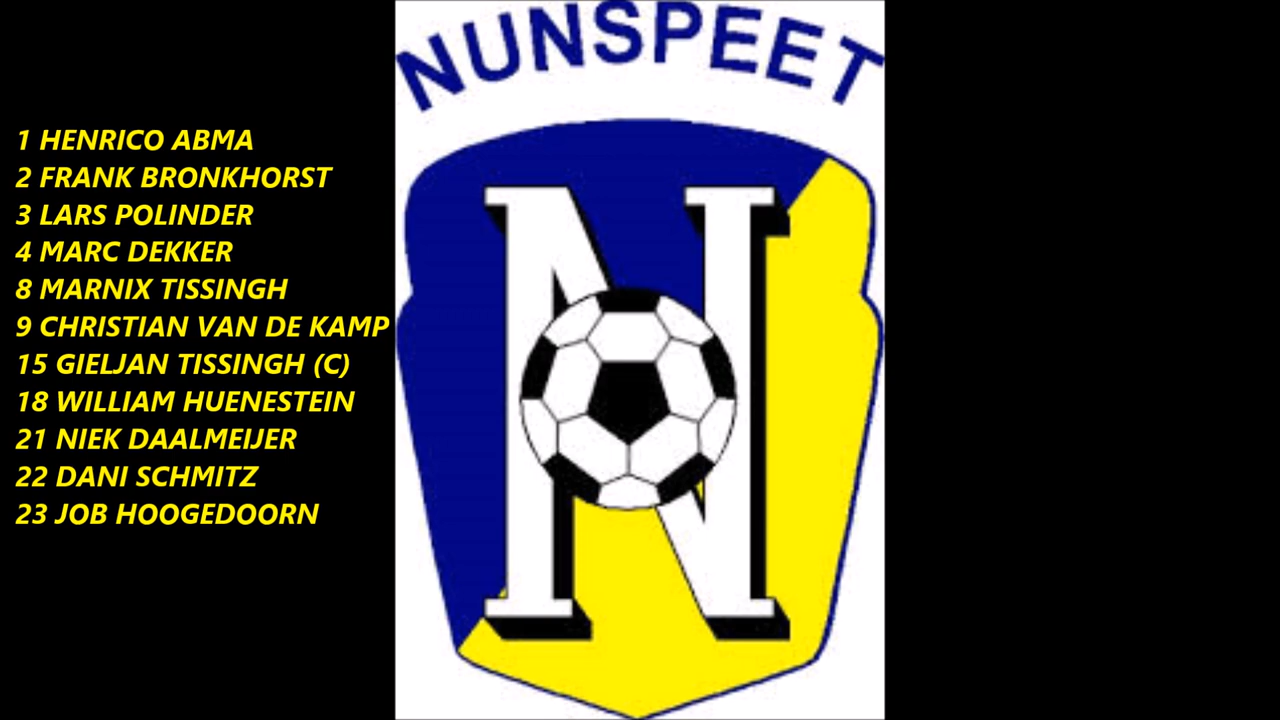 NUNSPEET
1 HENRICO ABMA
2 FRANK BRONKHORST
3 LARS POLINDER
4 MARC DEKKER
8 MARNIX TISSINGH
9 CHRISTIAN VAN DE KAMP
15 GIELJAN TISSINGH (C)
18 WILLIAM HUENESTEIN
21 NIEK DAALMEIJER
22 DANI SCHMITZ
23 JOB HOOGEDOORN
N